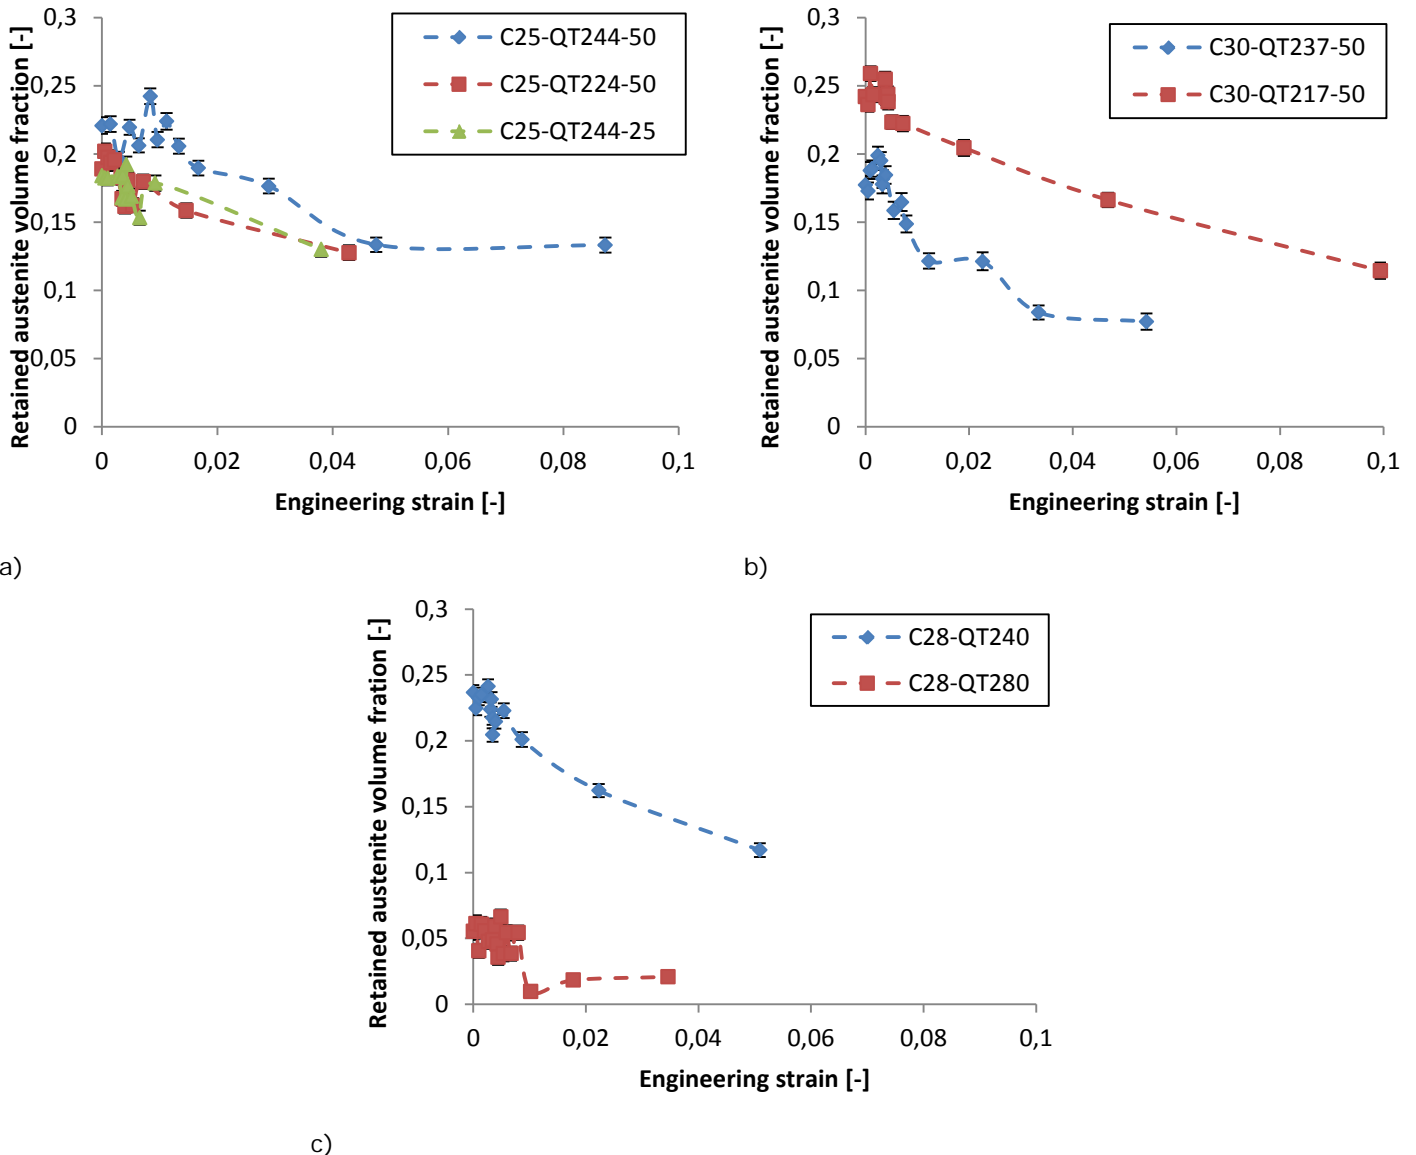 Retained austenite volume fraction [-]
0,3
0,25
0,2
0,15
0,1
0,05
0
0
0,02
0,04
0,06
0,08
0,1
Engineering strain [-]
C25-QT244-50
C25-QT224-50
C25-QT244-25
a)
Retained austenite volume fraction [-]
0,3
0,25
0,2
0,15
0,1
0,05
0
0
0,02
0,04
0,06
0,08
0,1
Engineering strain [-]
C30-QT237-50
C30-QT217-50
b)
Retained austenite volume fration [-]
0,3
0,25
0,2
0,15
0,1
0,05
0
0
0,02
0,04
0,06
0,08
0,1
Engineering strain [-]
C28-QT240
C28-QT280
c)